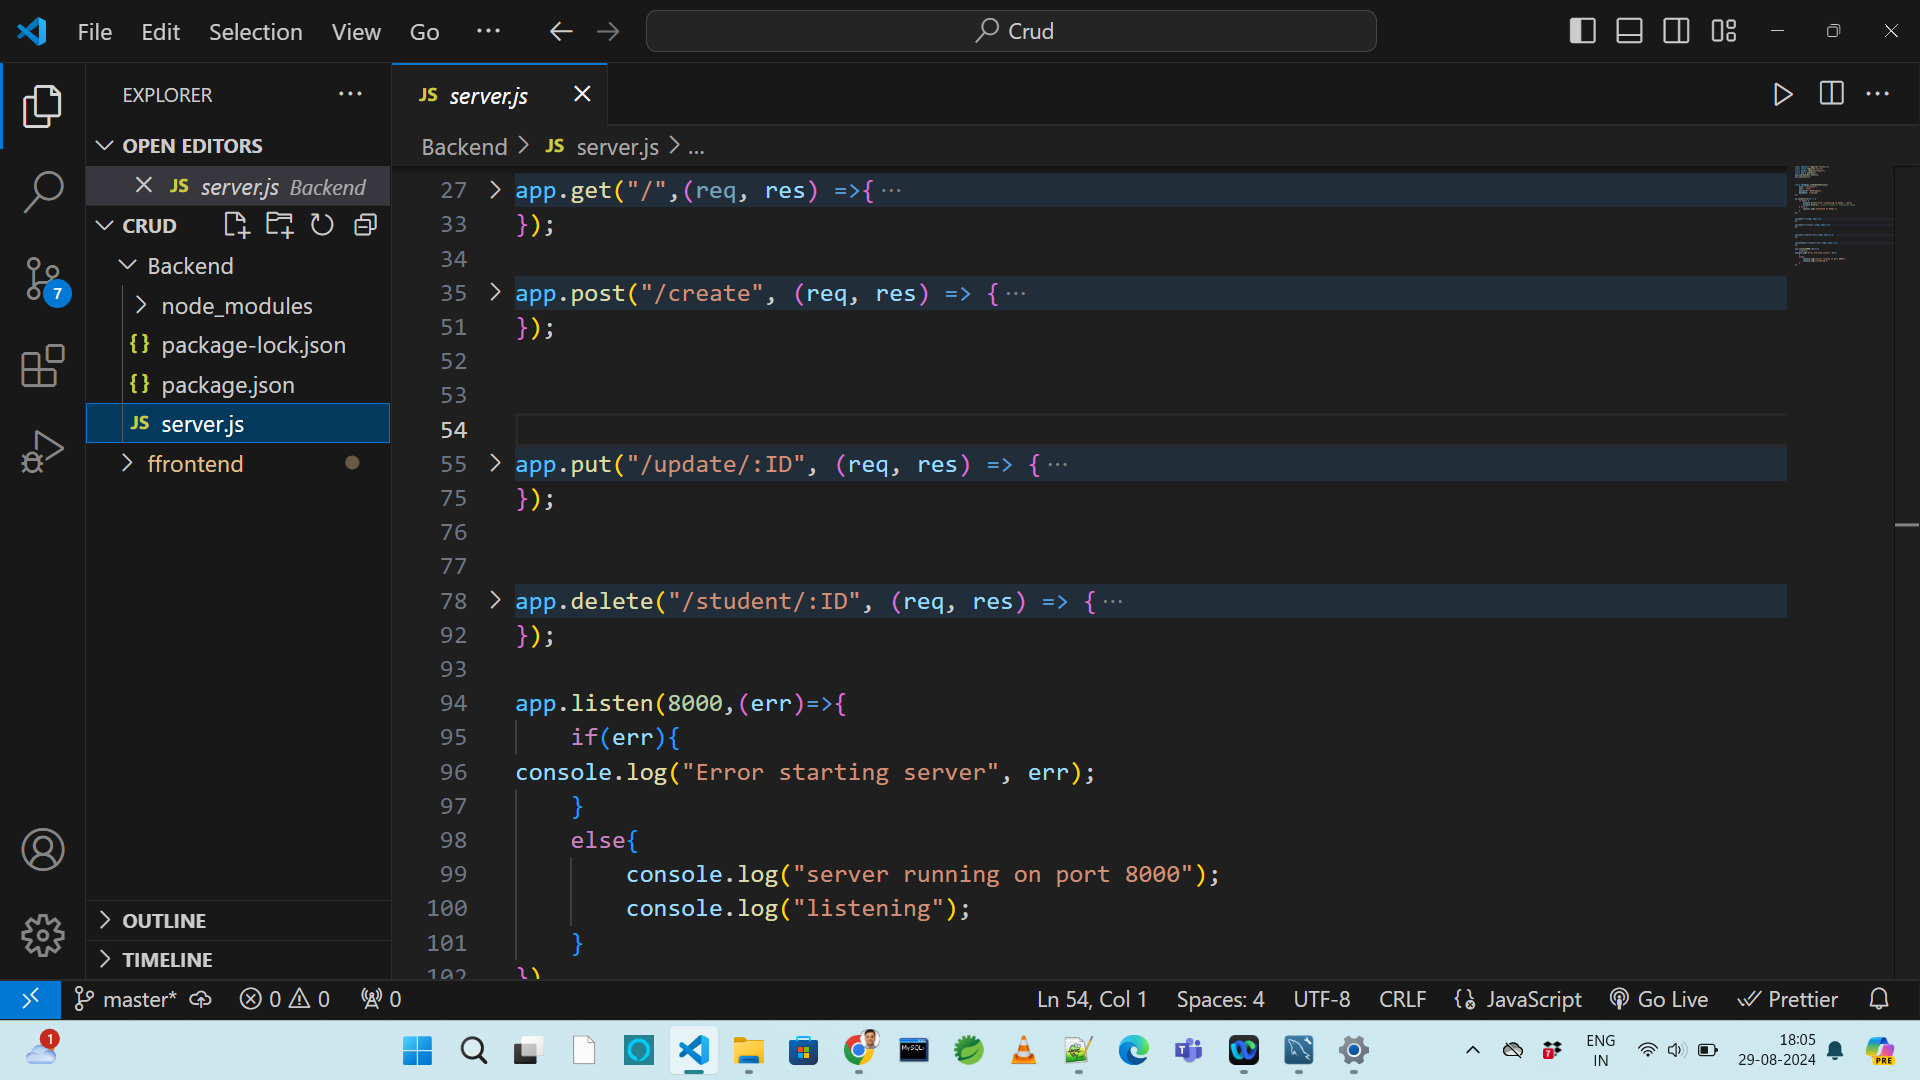 File Edit Selection View Go ··· Crud
EXPLORER ···
OPEN EDITORS
JS server.js Backend
CRUD
Backend
node_modules
{} package-lock.json
{} package.json
JS server.js
ffrontend
OUTLINE
TIMELINE
7
JS server.js
Backend > JS server.js > ...
27 app.get("/",(req, res) =>{ ···
33 });
34
35 app.post("/create", (req, res) => { ···
51 });
52
53
54
55 app.put("/update/:ID", (req, res) => { ···
75 });
76
77
78 app.delete("/student/:ID", (req, res) => { ···
92 });
93
94 app.listen(8000,(err)=>{
95 if(err){
96 console.log("Error starting server", err);
97 }
98 else{
99 console.log("server running on port 8000");
100 console.log("listening");
101 }
102 })
master* 0 0 0 Ln 54, Col 1 Spaces: 4 UTF-8 CRLF JavaScript Go Live Prettier
1 ENG 18:05
IN 29-08-2024
MySQL
7
PRE